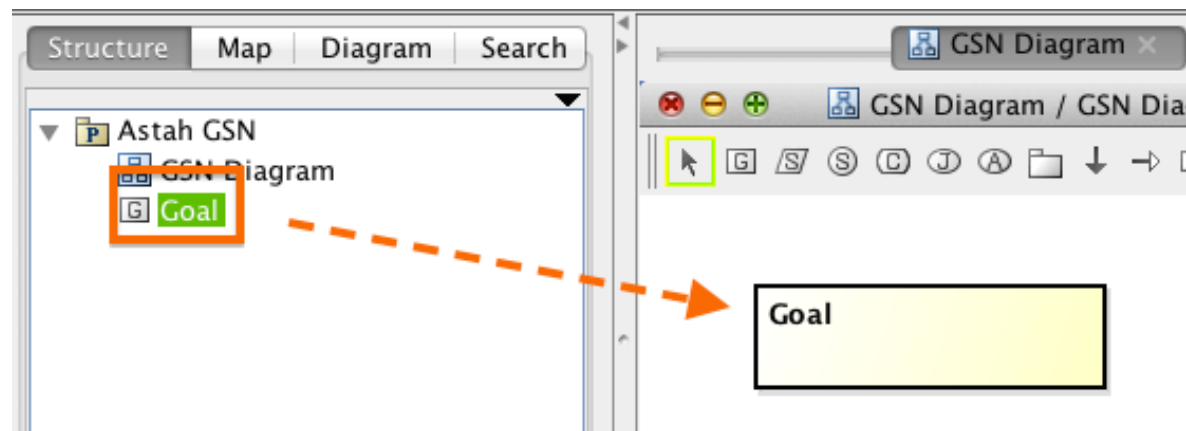 Structure Map Diagram Search
GSN Diagram
GSN Diagram / GSN Dia
P Astah GSN
GSN Diagram
G Goal
G S S C J A
Goal